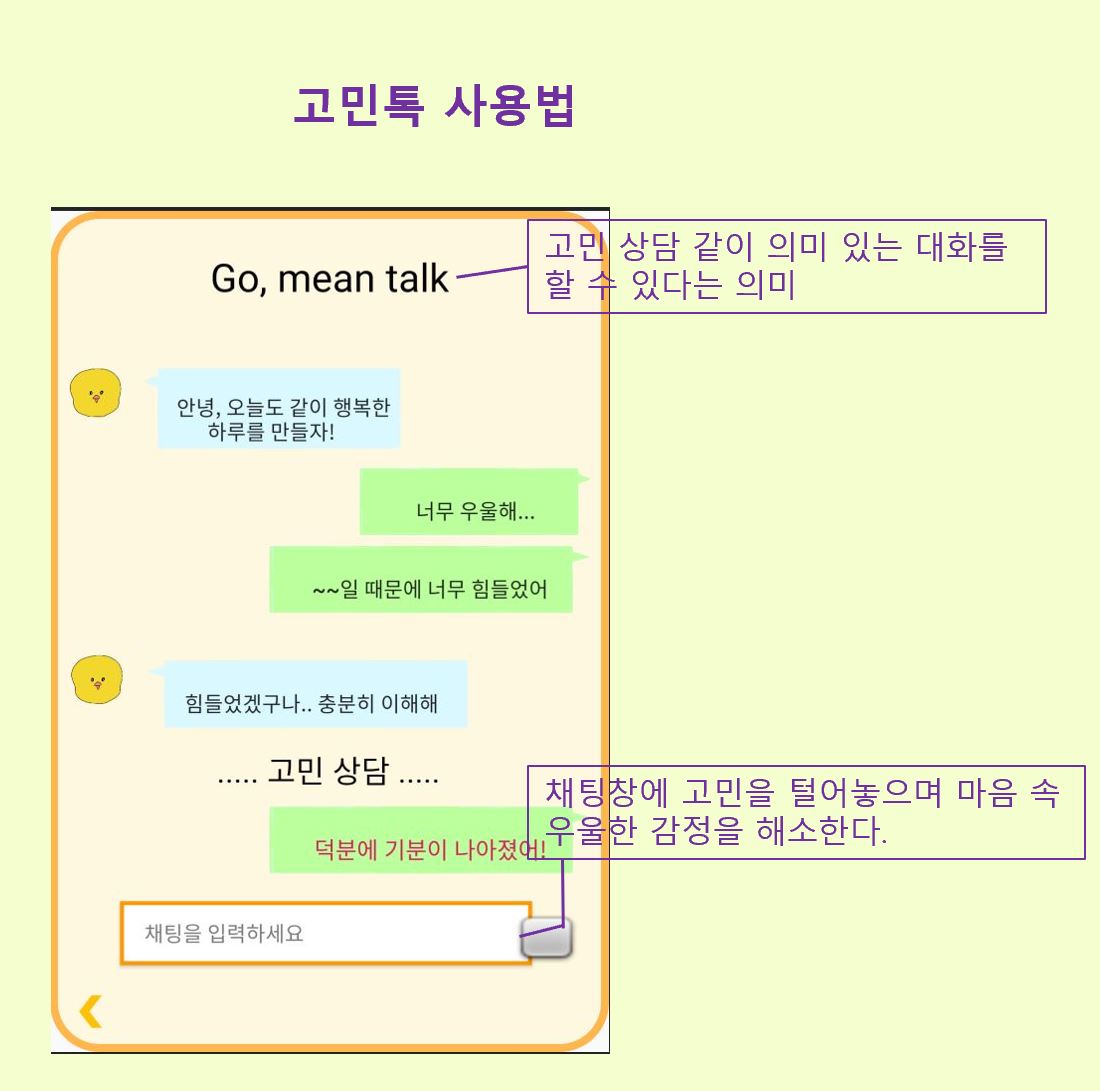 고민톡 사용법
Go, mean talk
고민 상담 같이 의미 있는 대화를
할 수 있다는 의미
안녕, 오늘도 같이 행복한
하루를 만들자!
너무 우울해...
~~일 때문에 너무 힘들었어
힘들었겠구나.. 충분히 이해해
..... 고민 상담 .....
채팅창에 고민을 털어놓으며 마음 속
우울한 감정을 해소한다.
덕분에 기분이 나아졌어!
채팅을 입력하세요